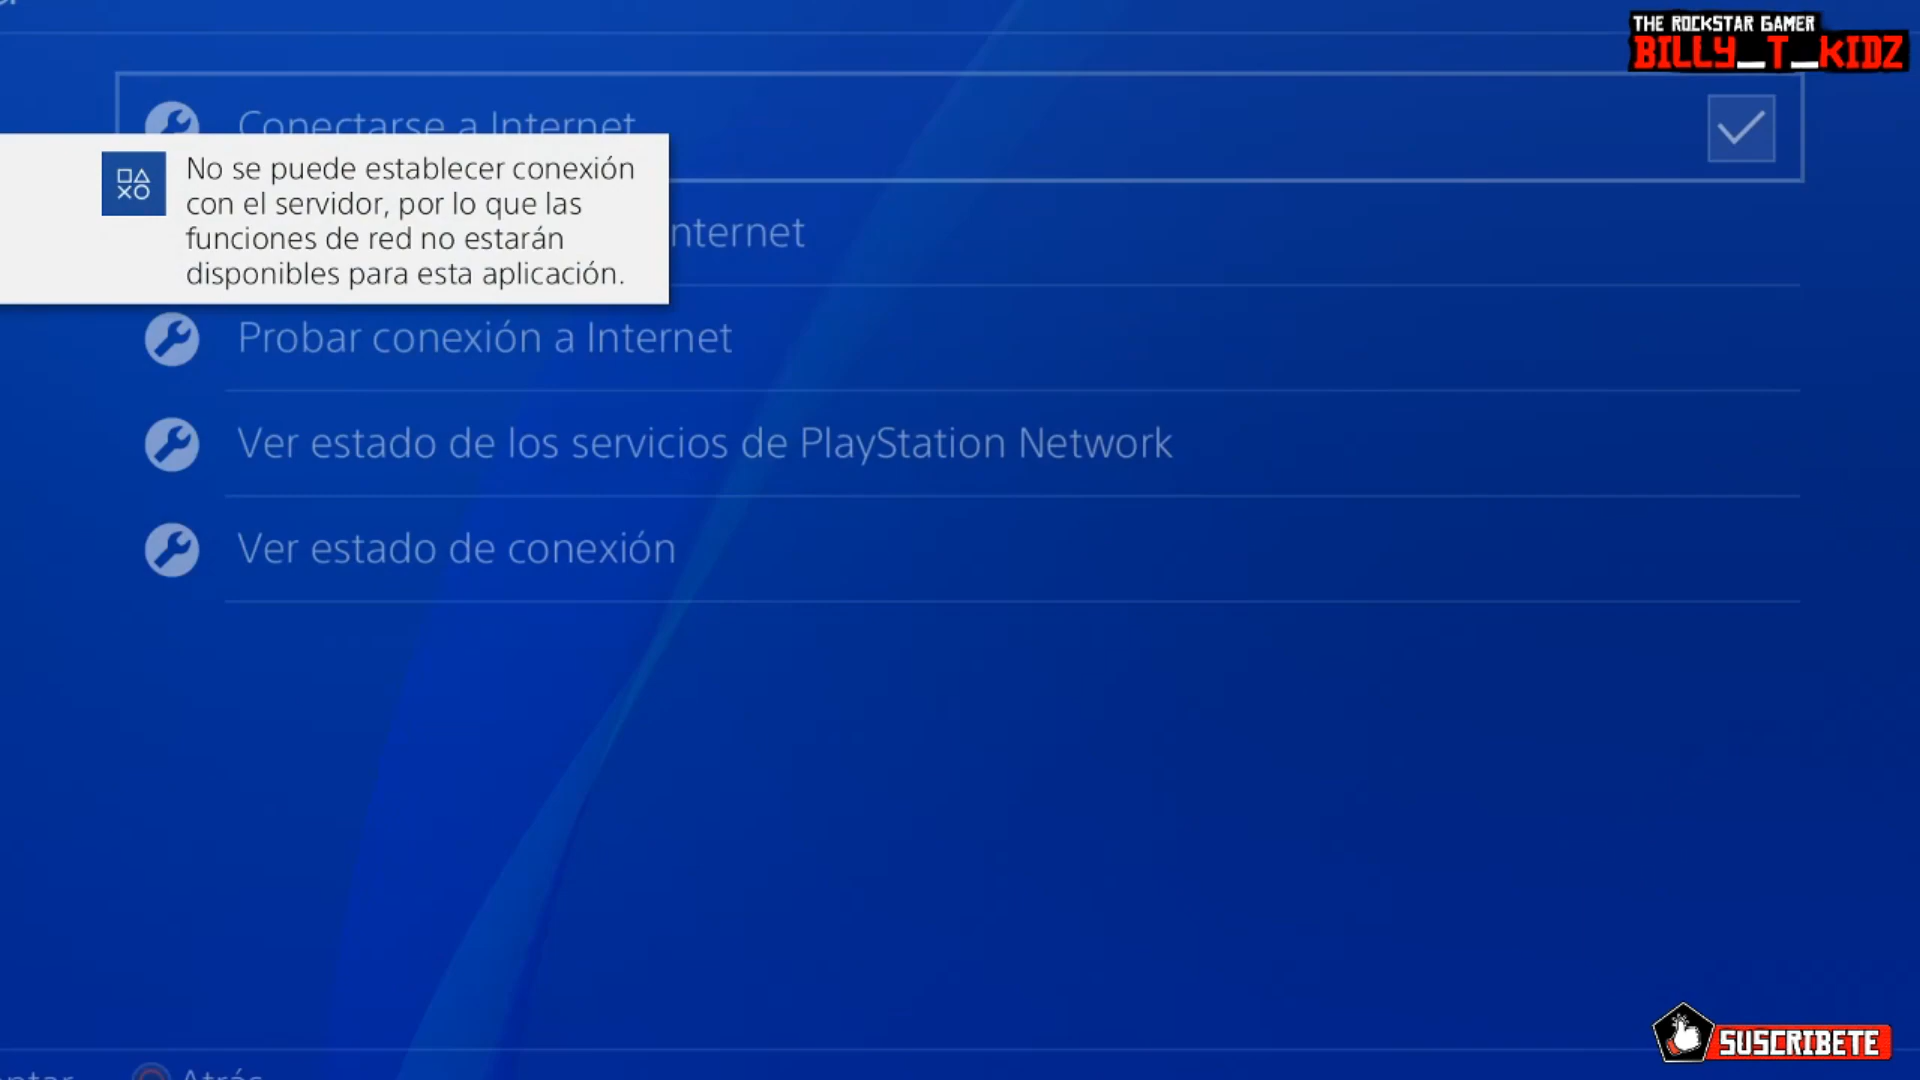 THE ROCKSTAR GAMER
BILLY_T_KIDZ
Conectarse a Internet
No se puede establecer conexión
con el servidor, por lo que las
funciones de red no estarán
disponibles para esta aplicación.
nternet
Probar conexión a Internet
Ver estado de los servicios de PlayStation Network
Ver estado de conexión
SUSCRIBETE
Atrás